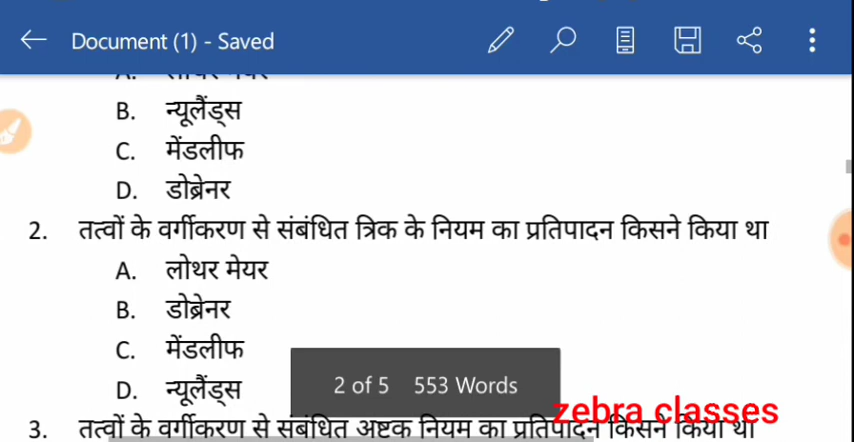 Document (1) - Saved
B. न्यूलैंड्स
C. मेंडलीफ
D. डोब्रेनर
2. तत्वों के वर्गीकरण से संबंधित त्रिक के नियम का प्रतिपादन किसने किया था
A. लोथर मेयर
B. डोब्रेनर
C. मेंडलीफ
D. न्यूलैंड्स
2 of 5 553 Words
zebra classes
3. तत्वों के वर्गीकरण से संबंधित अष्टक नियम का प्रतिपादन किसने किया था